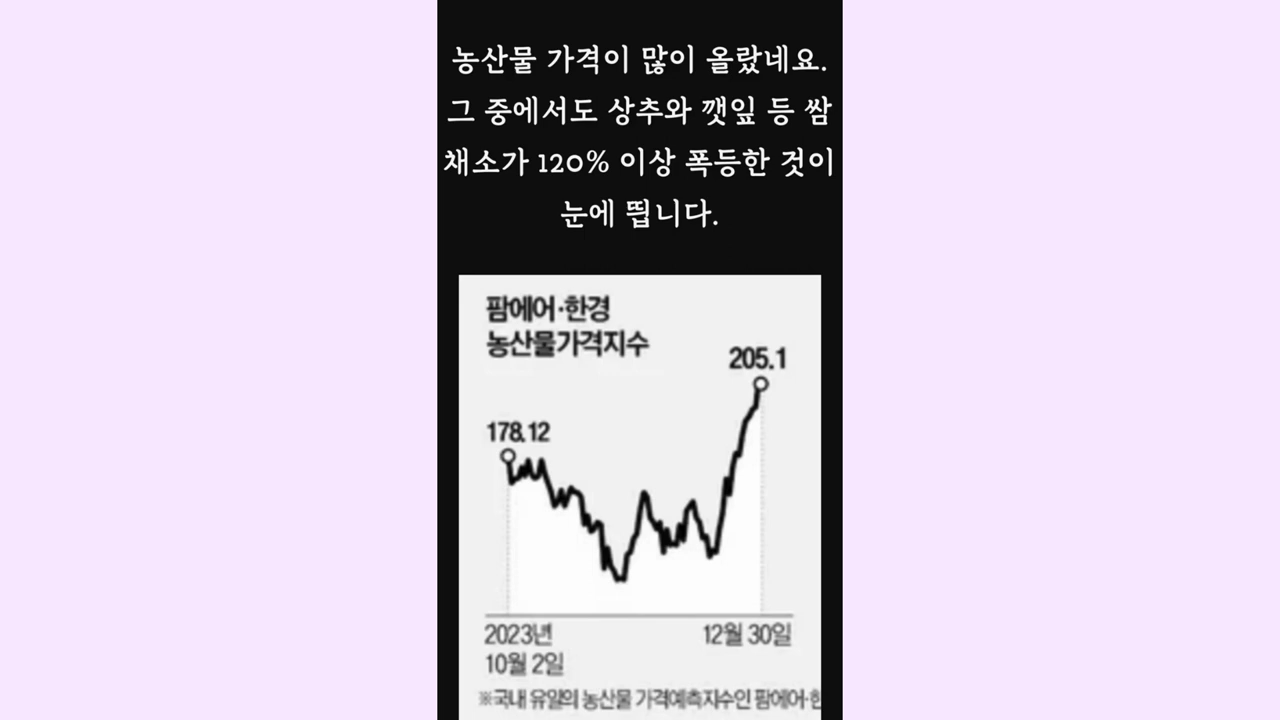 농산물 가격이 많이 올랐네요.
그 중에서도 상추와 깻잎 등 쌈
채소가 120% 이상 폭등한 것이
눈에 띕니다.
팜에어·한경
농산물가격지수
205.1
178.12
2023년
10월 2일
12월 30일
※국내 유일의 농산물 가격예측지수인 팜에어·한